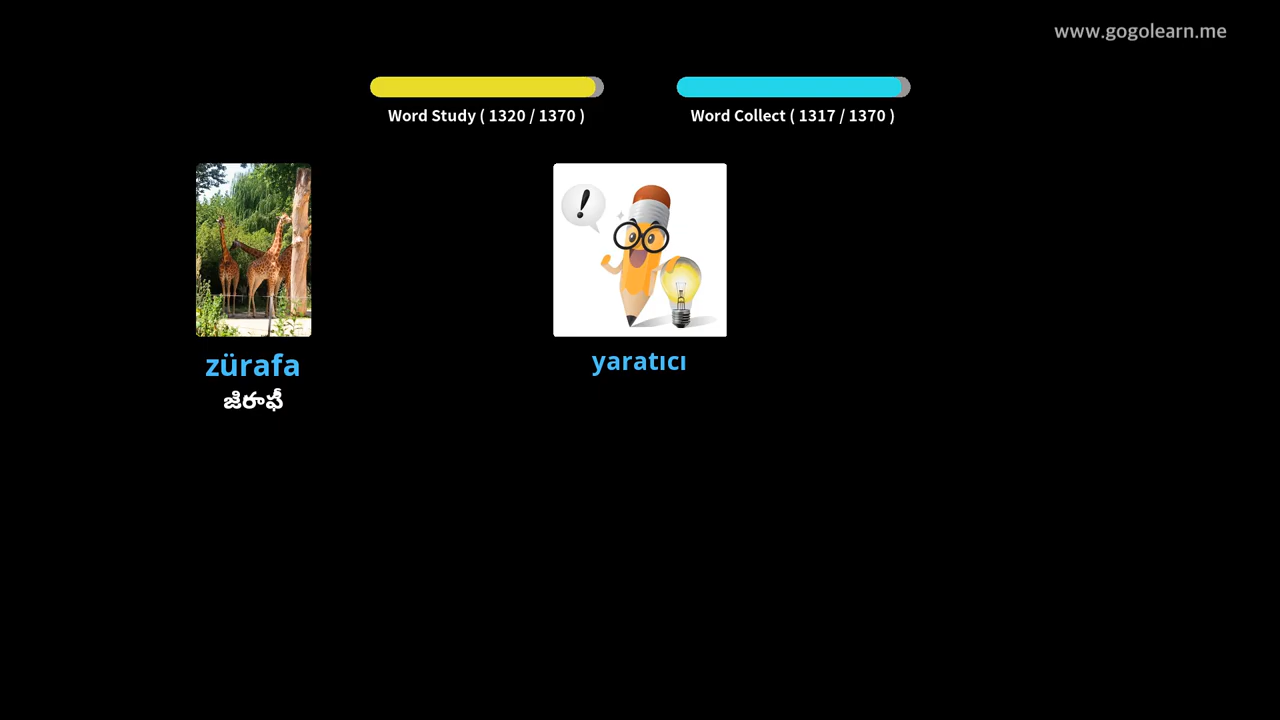 www.gogolearn.me
Word Study ( 1320 / 1370 )
Word Collect ( 1317 / 1370 )
zürafa
జిరాఫీ
yaratıcı
!